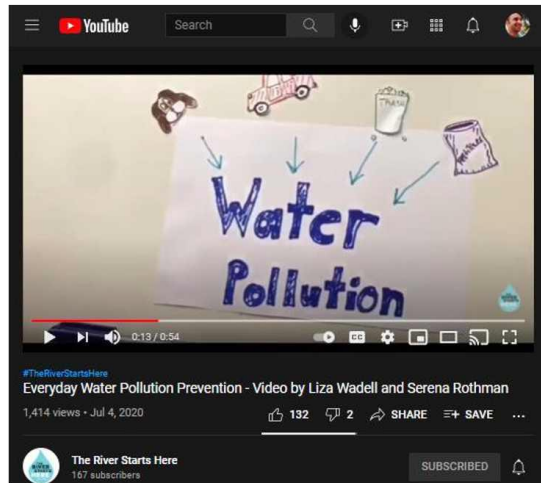 YouTube
Search
TRASH
Water
Pollution
0:13 / 0:54
CC
#TheRiverStartsHere
Everyday Water Pollution Prevention - Video by Liza Wadell and Serena Rothman
1,414 views • Jul 4, 2020
132
2
SHARE
SAVE
...
The River Starts Here
167 subscribers
SUBSCRIBED